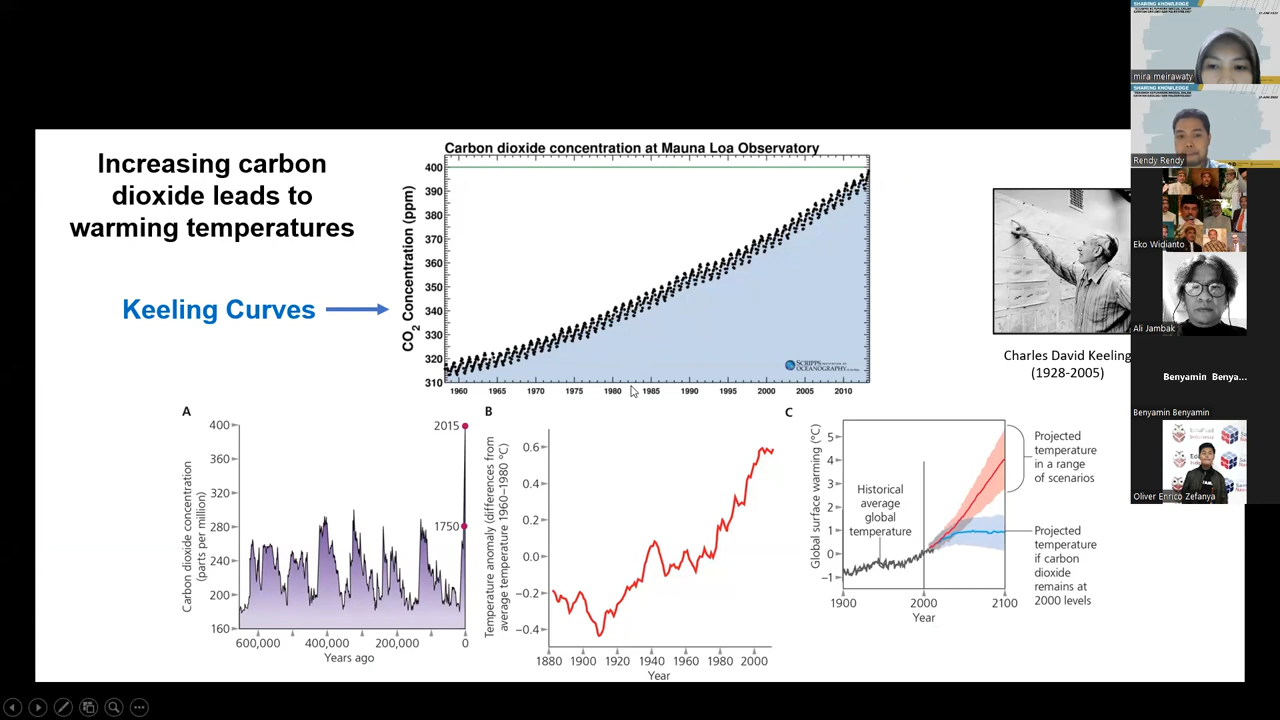 Increasing carbon
dioxide leads to
warming temperatures
Keeling Curves
Carbon dioxide concentration at Mauna Loa Observatory
CO2 Concentration (ppm)
400
390
380
370
360
350
340
330
320
310
1960
1965
1970
1975
1980
1985
1990
1995
2000
2005
2010
SCRIPPS INSTITUTION OF
OCEANOGRAPHY
Charles David Keeling
(1928-2005)
A
Carbon dioxide concentration
(parts per million)
400
360
320
280
240
200
160
2015
1750
600,000
400,000
200,000
0
Years ago
B
Temperature anomaly (differences from
average temperature 1960–1980 °C)
0.6
0.4
0.2
0.0
−0.2
−0.4
1880
1900
1920
1940
1960
1980
2000
Year
C
Global surface warming (°C)
5
4
3
2
1
0
−1
Historical
average
global
temperature
1900
2000
2100
Year
Projected
temperature
in a range
of scenarios
Projected
temperature
if carbon
dioxide
remains at
2000 levels
SHARING KNOWLEDGE
mira meirawaty
SHARING KNOWLEDGE
Rendy Rendy
Eko Widianto
Ali Jambak
Benyamin Benya...
Benyamin Benyamin
Oliver Enrico Zefanya